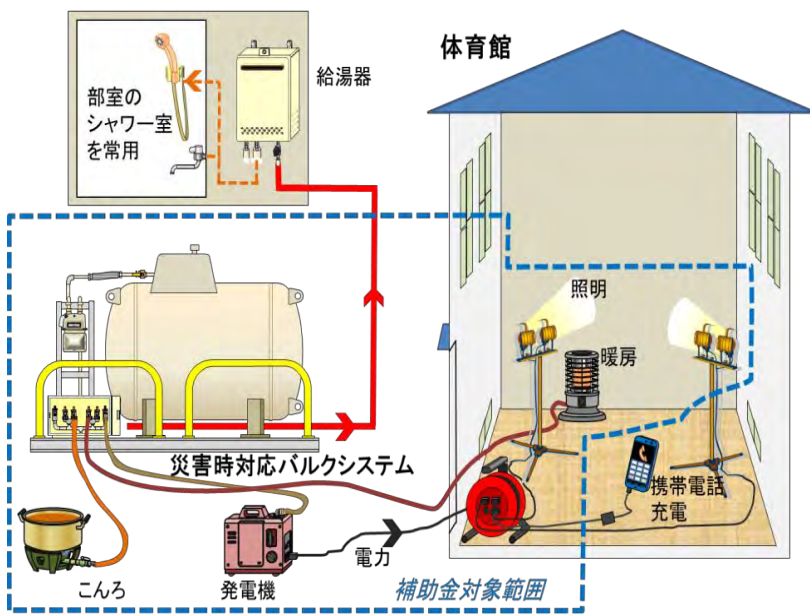 体育館
給湯器
部室の
シャワー室
を常用
照明
暖房
災害時対応バルクシステム
携帯電話
充電
こんろ
発電機
電力
補助金対象範囲